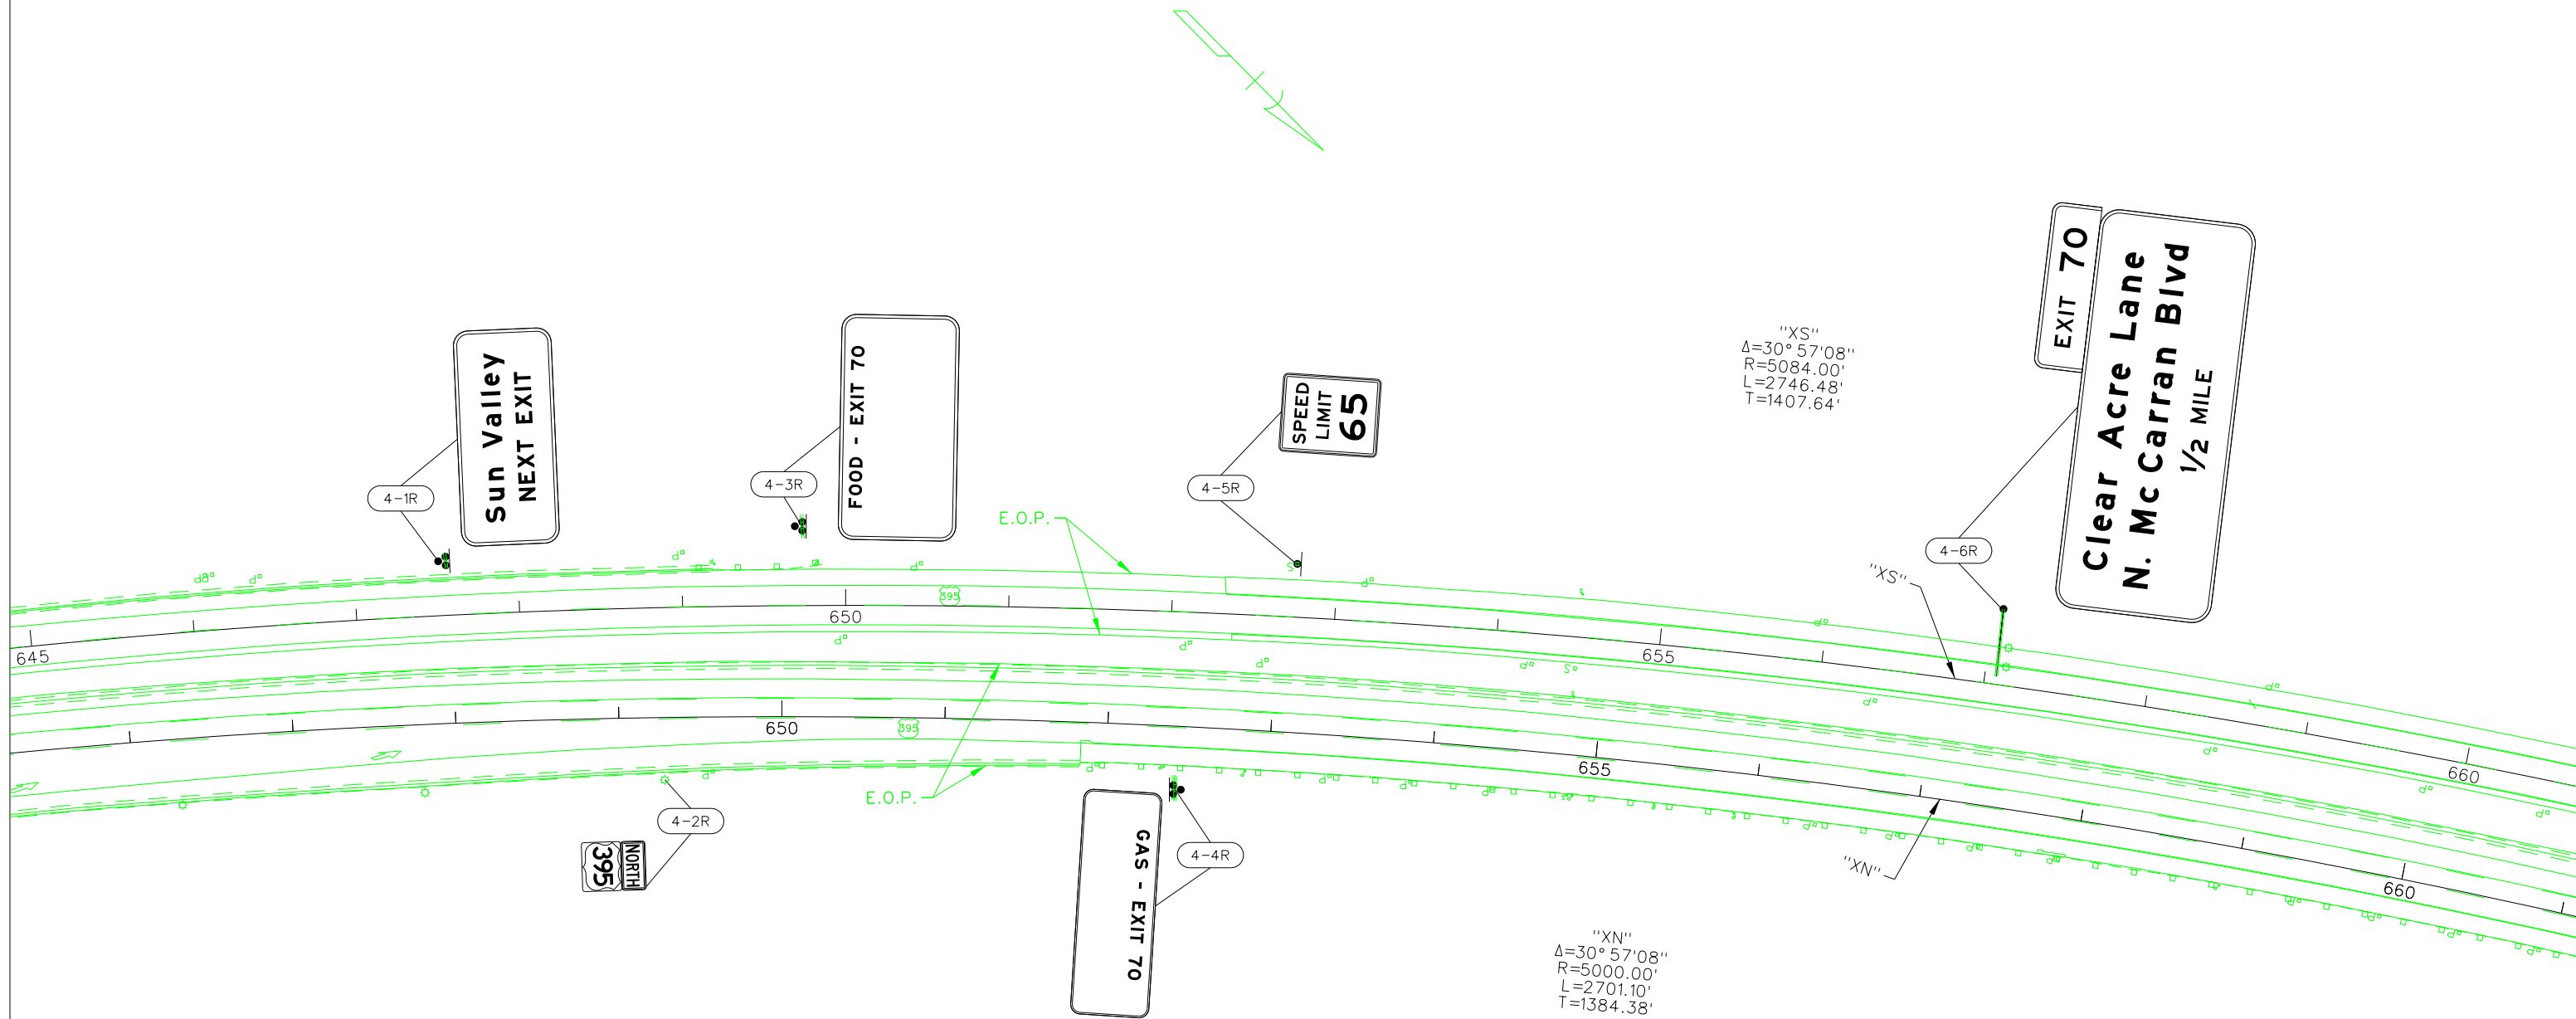 Sun Valley
NEXT EXIT
4-1R
FOOD - EXIT 70
4-3R
SPEED
LIMIT
65
4-5R
E.O.P.
"XS"
Δ=30°57'08"
R=5084.00'
L=2746.48'
T=1407.64'
EXIT 70
Clear Acre Lane
N. Mc Carran Blvd
1/2 MILE
4-6R
"XS"
395
645
650
655
660
395
650
655
660
E.O.P.
4-2R
NORTH
395
GAS - EXIT 70
4-4R
"XN"
"XN"
Δ=30°57'08"
R=5000.00'
L=2701.10'
T=1384.38'